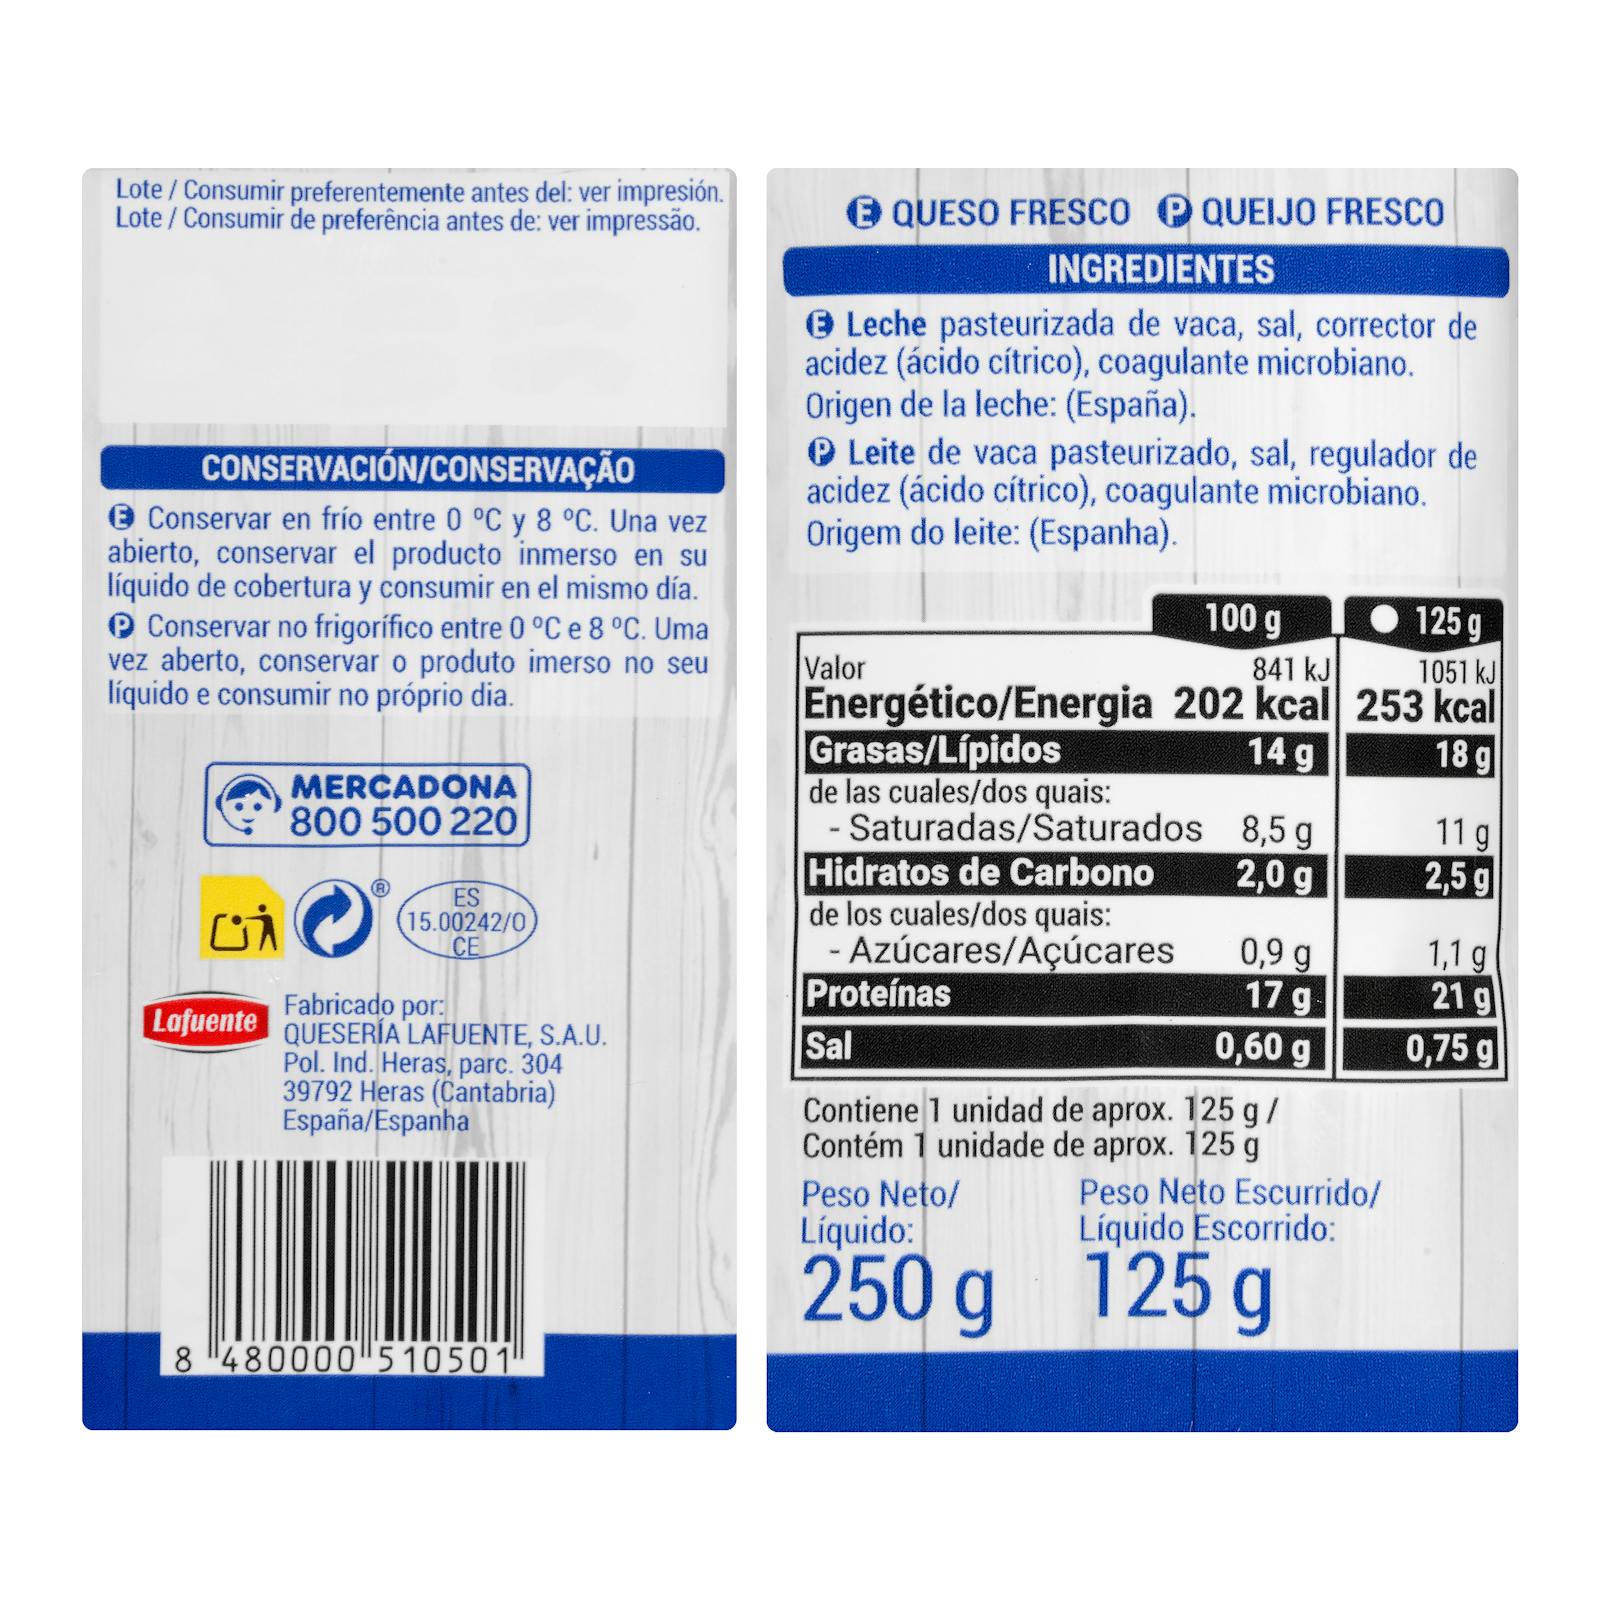 Lote / Consumir preferentemente antes del: ver impresión.
Lote / Consumir de preferência antes de: ver impressão.
CONSERVACIÓN/CONSERVAÇÃO
E Conservar en frío entre 0 ºC y 8 ºC. Una vez
abierto, conservar el producto inmerso en su
líquido de cobertura y consumir en el mismo día.
P Conservar no frigorífico entre 0 ºC e 8 ºC. Uma
vez aberto, conservar o produto imerso no seu
líquido e consumir no próprio dia.
MERCADONA
800 500 220
®
ES
15.00242/O
CE
Lafuente
Fabricado por:
QUESERÍA LAFUENTE, S.A.U.
Pol. Ind. Heras, parc. 304
39792 Heras (Cantabria)
España/Espanha
8 480000 510501
E QUESO FRESCO P QUEIJO FRESCO
INGREDIENTES
E Leche pasteurizada de vaca, sal, corrector de
acidez (ácido cítrico), coagulante microbiano.
Origen de la leche: (España).
P Leite de vaca pasteurizado, sal, regulador de
acidez (ácido cítrico), coagulante microbiano.
Origem do leite: (Espanha).
100 g 125 g
Valor 841 kJ 1051 kJ
Energético/Energia 202 kcal 253 kcal
Grasas/Lípidos 14 g 18 g
de las cuales/dos quais:
- Saturadas/Saturados 8,5 g 11 g
Hidratos de Carbono 2,0 g 2,5 g
de los cuales/dos quais:
- Azúcares/Açúcares 0,9 g 1,1 g
Proteínas 17 g 21 g
Sal 0,60 g 0,75 g
Contiene 1 unidad de aprox. 125 g /
Contém 1 unidade de aprox. 125 g
Peso Neto/ Peso Neto Escurrido/
Líquido: Líquido Escorrido:
250 g 125 g